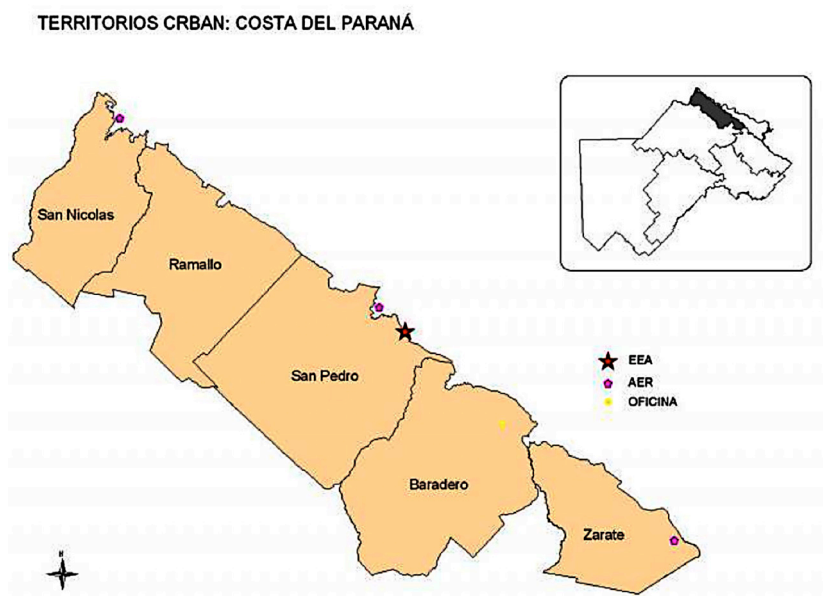 TERRITORIOS CRBAN: COSTA DEL PARANÁ
San Nicolas
Ramallo
San Pedro
Baradero
Zarate
EEA
AER
OFICINA
N